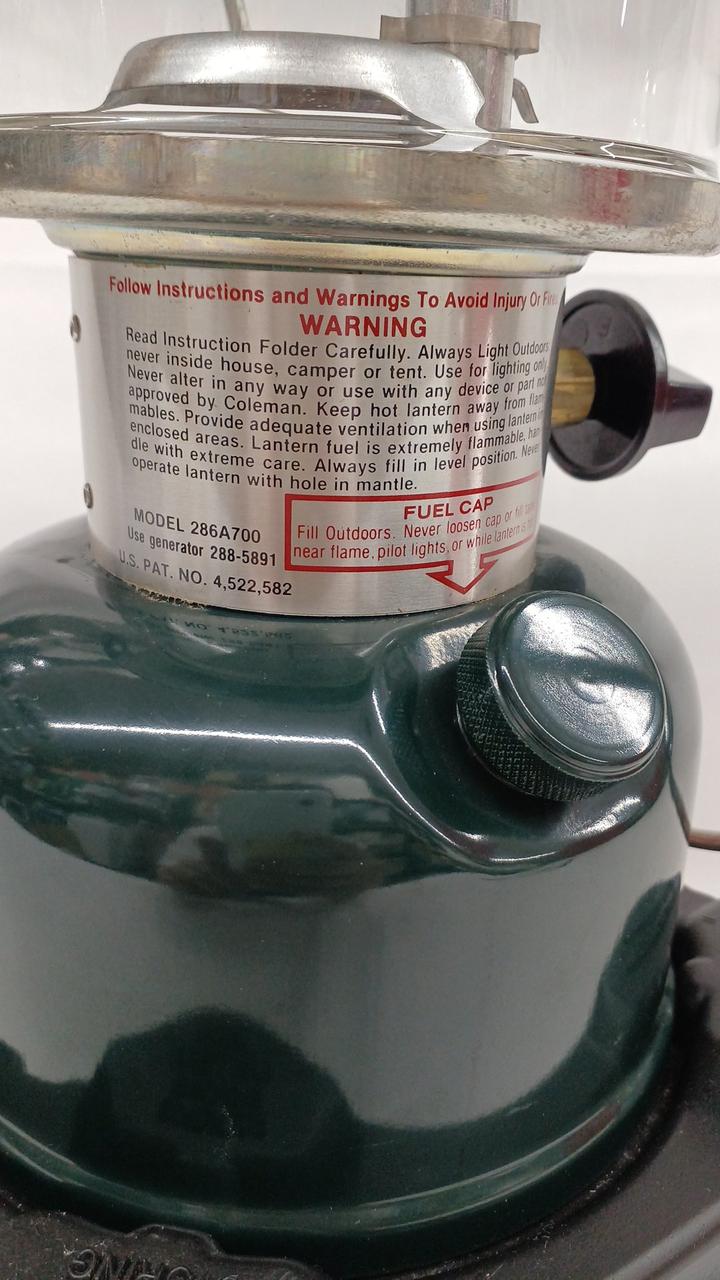 Follow Instructions and Warnings To Avoid Injury Or Fire
WARNING
Read Instruction Folder Carefully. Always Light Outdoors
never inside house, camper or tent. Use for lighting only.
Never alter in any way or use with any device or part not
approved by Coleman. Keep hot lantern away from flam-
mables. Provide adequate ventilation when using lantern in
enclosed areas. Lantern fuel is extremely flammable, han-
dle with extreme care. Always fill in level position. Never
operate lantern with hole in mantle.
FUEL CAP
Fill Outdoors. Never loosen cap or fill
near flame, pilot lights, or while lantern is
MODEL 286A700
Use generator 288-5891
U.S. PAT. NO. 4,522,582